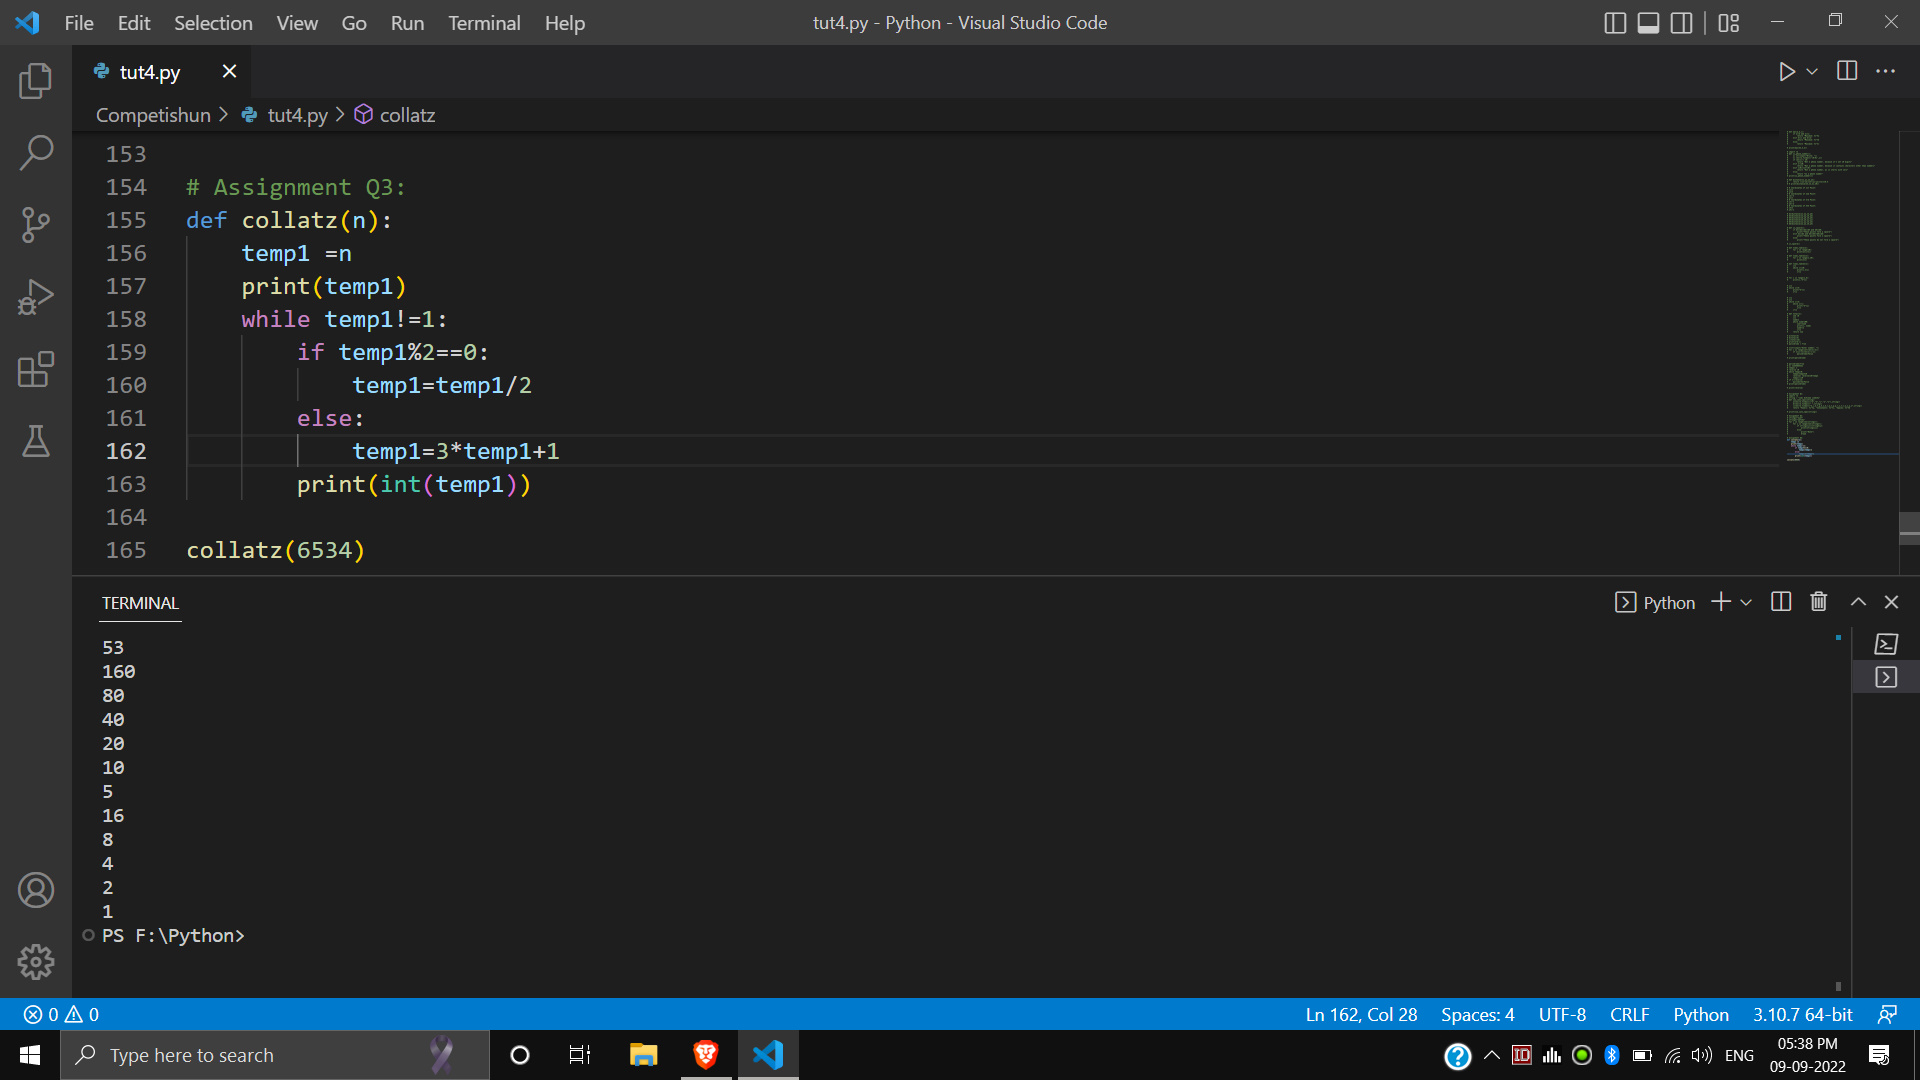 File Edit Selection View Go Run Terminal Help tut4.py - Python - Visual Studio Code
tut4.py
Competishun > tut4.py > collatz
153
154 # Assignment Q3:
155 def collatz(n):
156     temp1 =n
157     print(temp1)
158     while temp1!=1:
159         if temp1%2==0:
160             temp1=temp1/2
161         else:
162             temp1=3*temp1+1
163         print(int(temp1))
164
165 collatz(6534)
TERMINAL
Python
53
160
80
40
20
10
5
16
8
4
2
1
PS F:\Python>
0 0 Ln 162, Col 28 Spaces: 4 UTF-8 CRLF Python 3.10.7 64-bit
Type here to search
ENG
05:38 PM
09-09-2022